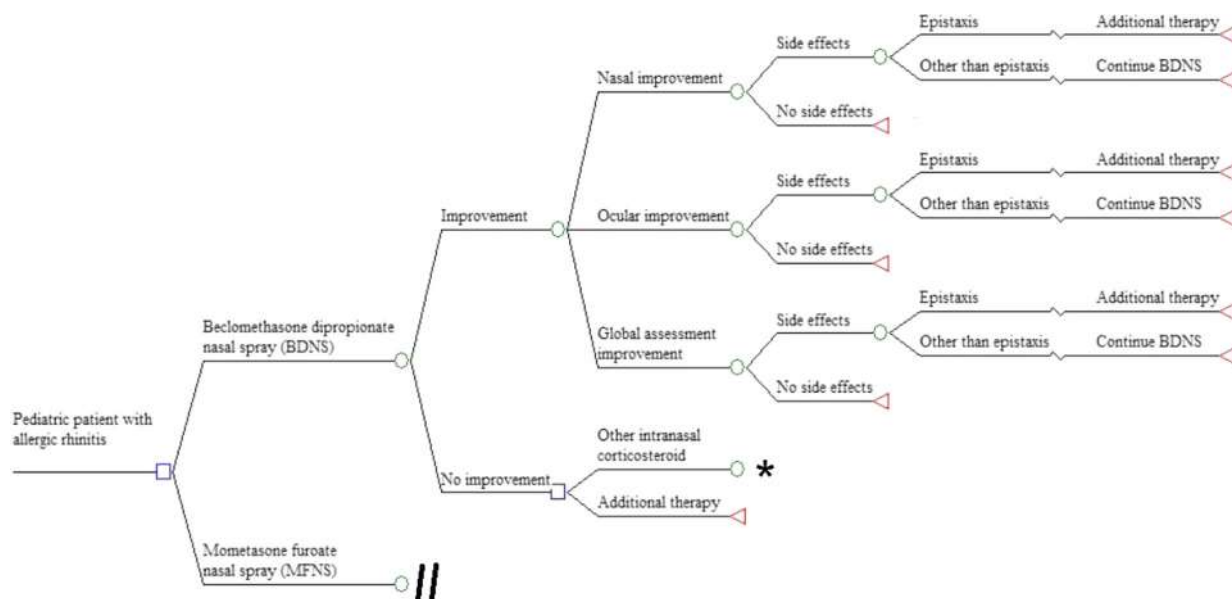 Epistaxis
Additional therapy
Side effects
Other than epistaxis
Continue BDNS
Nasal improvement
No side effects
Epistaxis
Additional therapy
Side effects
Other than epistaxis
Continue BDNS
Improvement
Ocular improvement
No side effects
Epistaxis
Additional therapy
Side effects
Other than epistaxis
Continue BDNS
Beclomethasone dipropionate
nasal spray (BDNS)
Global assessment
improvement
No side effects
Pediatric patient with
allergic rhinitis
Other intranasal
corticosteroid
*
No improvement
Additional therapy
Mometasone furoate
nasal spray (MFNS)
//